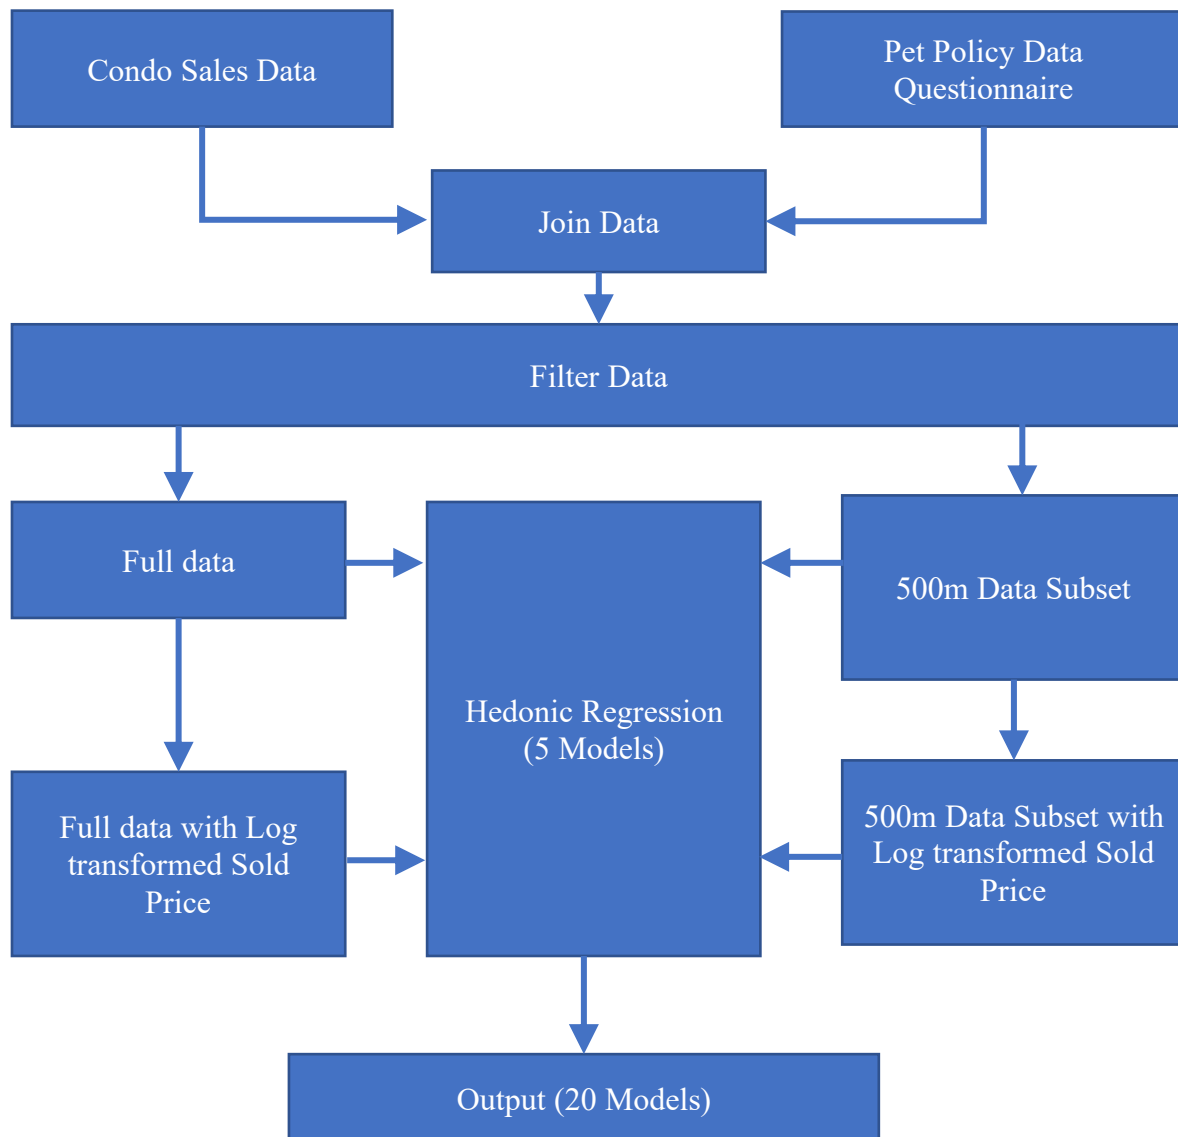 Condo Sales Data
Pet Policy Data
Questionnaire
Join Data
Filter Data
Full data
500m Data Subset
Hedonic Regression
(5 Models)
Full data with Log
transformed Sold
Price
500m Data Subset with
Log transformed Sold
Price
Output (20 Models)